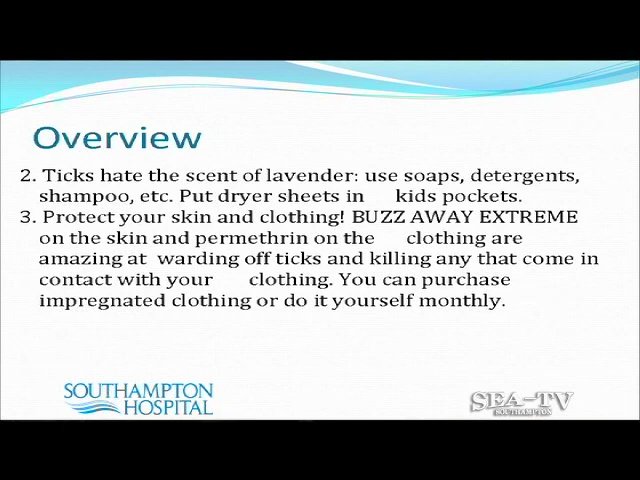 Overview
2. Ticks hate the scent of lavender: use soaps, detergents,
shampoo, etc. Put dryer sheets in kids pockets.
3. Protect your skin and clothing! BUZZ AWAY EXTREME
on the skin and permethrin on the clothing are
amazing at warding off ticks and killing any that come in
contact with your clothing. You can purchase
impregnated clothing or do it yourself monthly.
SOUTHAMPTON
HOSPITAL
SEA-TV
SOUTHAMPTON